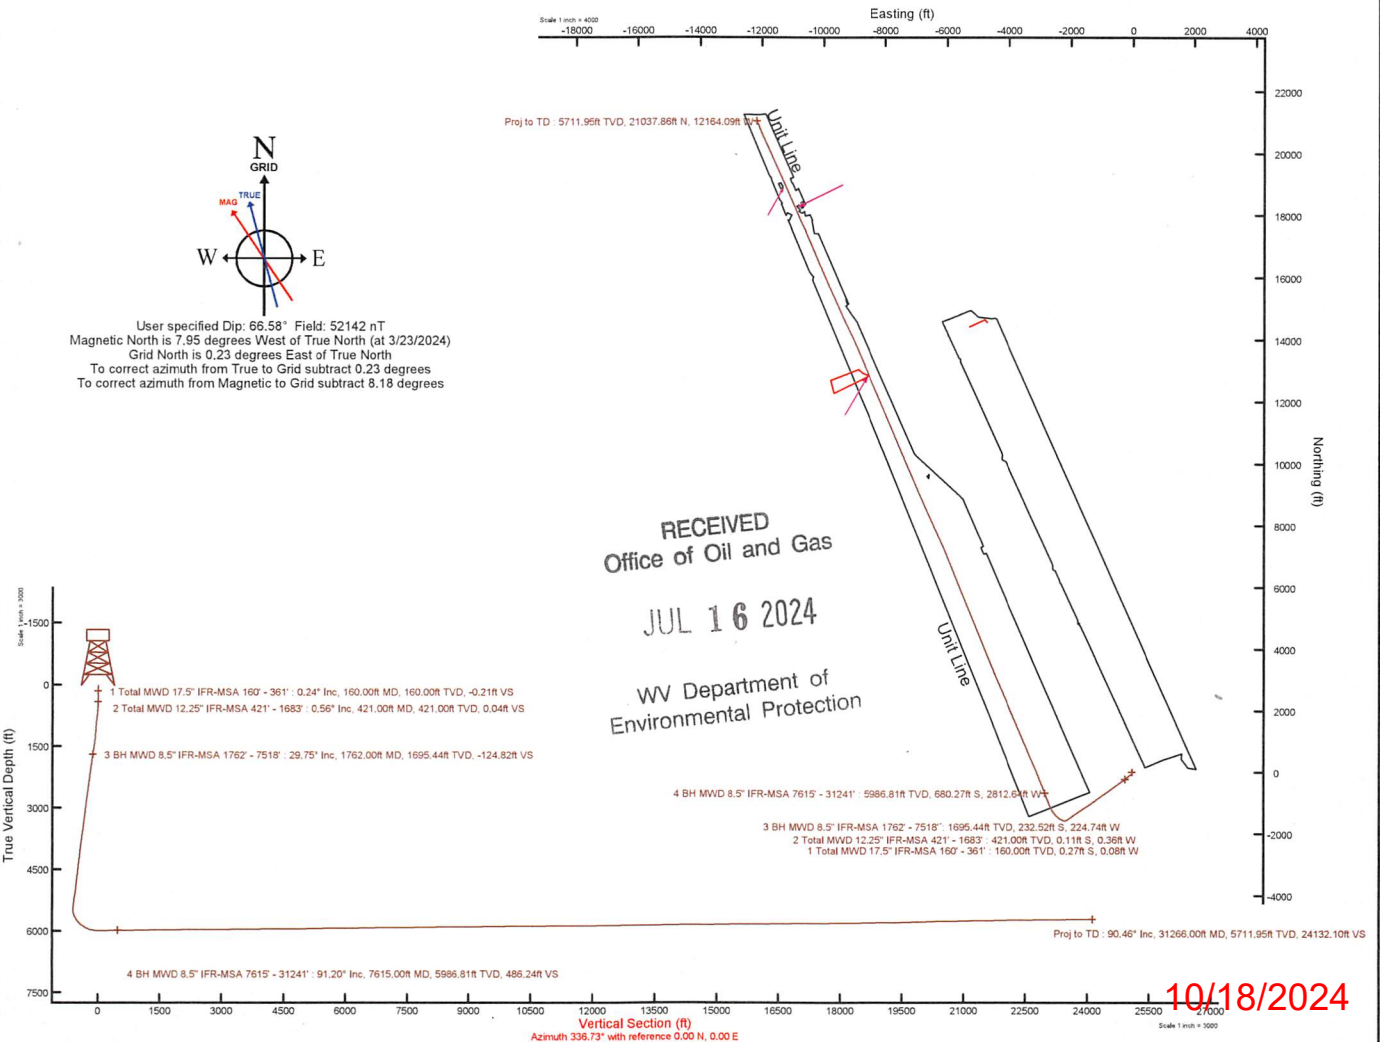 Scale 1 inch = 4000
Easting (ft)
-18000 -16000 -14000 -12000 -10000 -8000 -6000 -4000 -2000 0 2000 4000
Proj to TD : 5711.95ft TVD, 21037.86ft N, 12164.09ft W
Unit Line
22000
20000
18000
16000
14000
12000
10000
8000
6000
4000
2000
0
-2000
-4000
Northing (ft)
N
GRID
TRUE
MAG
W E
User specified Dip: 66.58° Field: 52142 nT
Magnetic North is 7.95 degrees West of True North (at 3/23/2024)
Grid North is 0.23 degrees East of True North
To correct azimuth from True to Grid subtract 0.23 degrees
To correct azimuth from Magnetic to Grid subtract 8.18 degrees
RECEIVED
Office of Oil and Gas
JUL 16 2024
WV Department of
Environmental Protection
Unit Line
4 BH MWD 8.5" IFR-MSA 7615' - 31241' : 5986.81ft TVD, 680.27ft S, 2812.64ft W
3 BH MWD 8.5" IFR-MSA 1762' - 7518' : 1695.44ft TVD, 232.52ft S, 224.74ft W
2 Total MWD 12.25" IFR-MSA 421' - 1683' : 421.00ft TVD, 0.11ft S, 0.36ft W
1 Total MWD 17.5" IFR-MSA 160' - 361' : 160.00ft TVD, 0.27ft S, 0.08ft W
Scale 1 inch = 3000
True Vertical Depth (ft)
-1500
0
1500
3000
4500
6000
7500
1 Total MWD 17.5" IFR-MSA 160' - 361' : 0.24° Inc, 160.00ft MD, 160.00ft TVD, -0.21ft VS
2 Total MWD 12.25" IFR-MSA 421' - 1683' : 0.56° Inc, 421.00ft MD, 421.00ft TVD, 0.04ft VS
3 BH MWD 8.5" IFR-MSA 1762' - 7518' : 29.75° Inc, 1762.00ft MD, 1695.44ft TVD, -124.82ft VS
Proj to TD : 90.46° Inc, 31266.00ft MD, 5711.95ft TVD, 24132.10ft VS
4 BH MWD 8.5" IFR-MSA 7615' - 31241' : 91.20° Inc, 7615.00ft MD, 5986.81ft TVD, 486.24ft VS
0 1500 3000 4500 6000 7500 9000 10500 12000 13500 15000 16500 18000 19500 21000 22500 24000 25500 27000
Vertical Section (ft)
Azimuth 336.73° with reference 0.00 N, 0.00 E
Scale 1 inch = 3000
10/18/2024